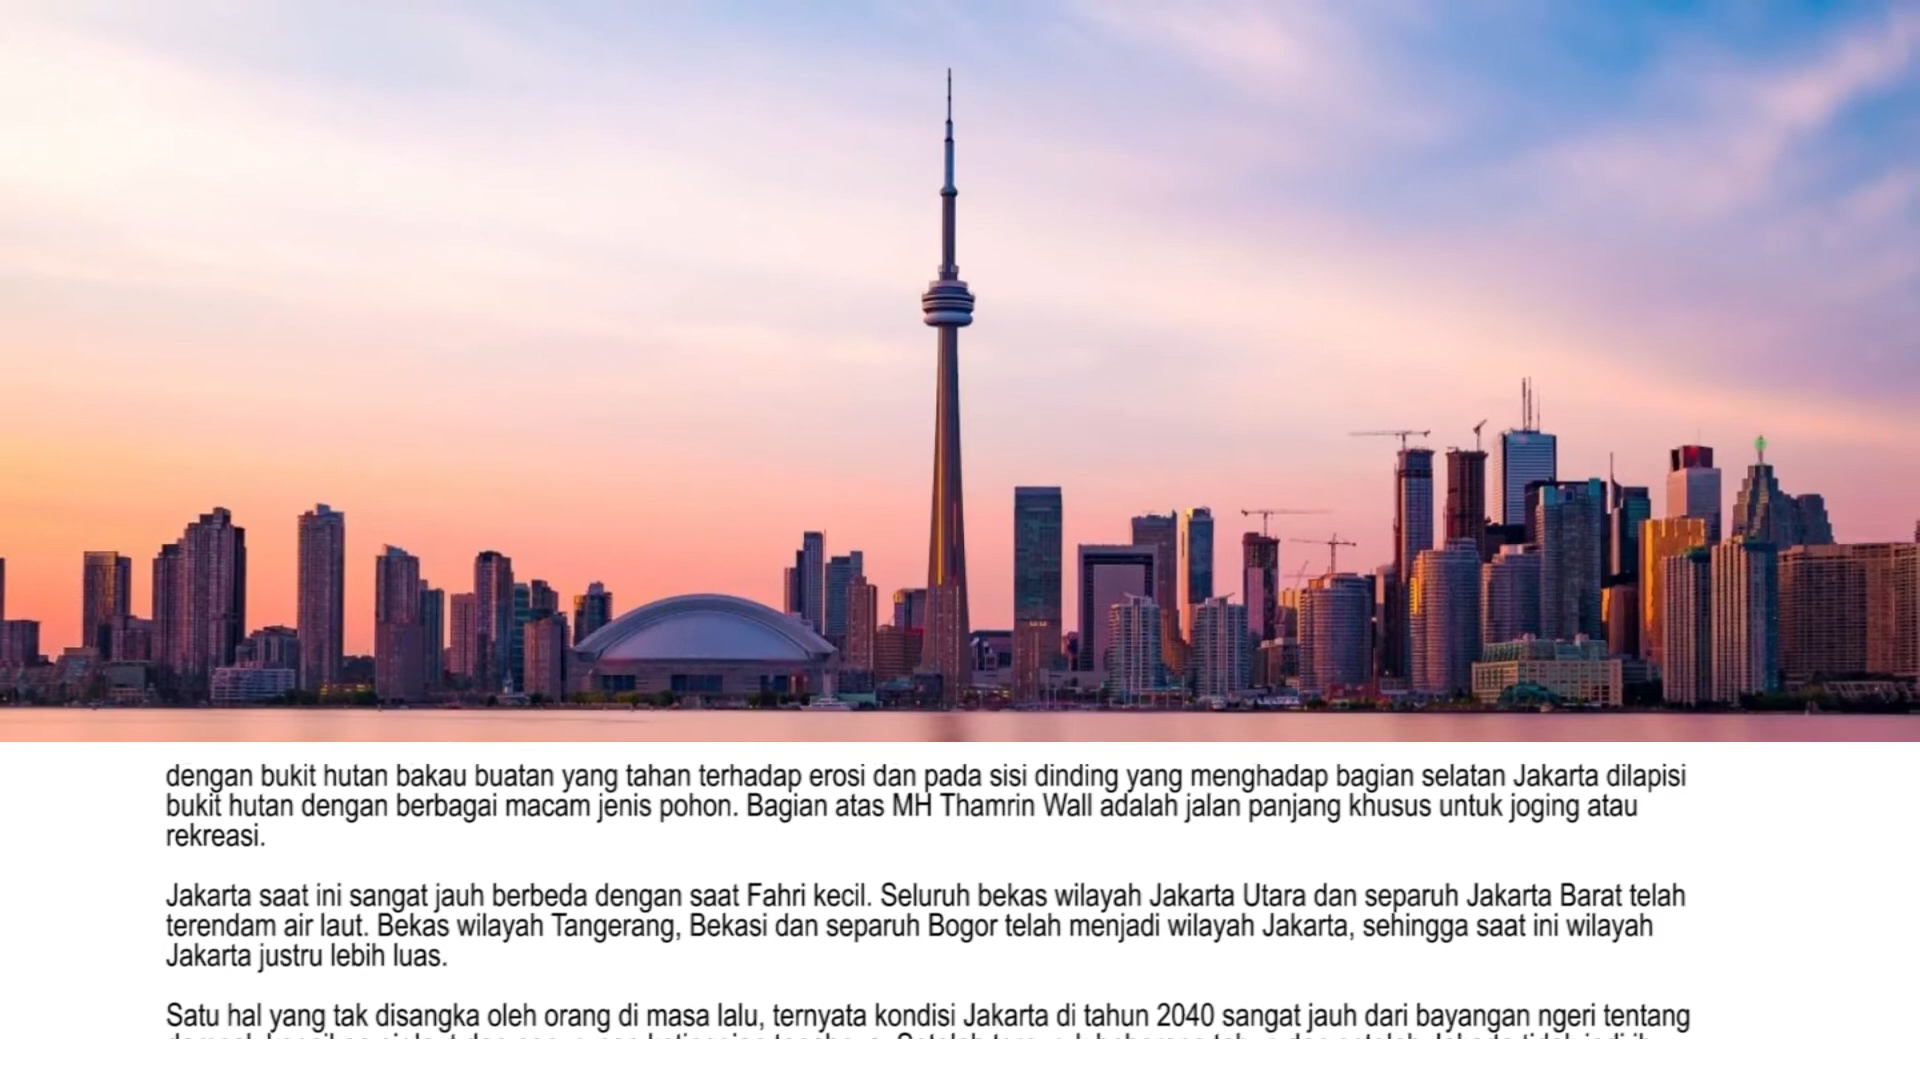 dengan bukit hutan bakau buatan yang tahan terhadap erosi dan pada sisi dinding yang menghadap bagian selatan Jakarta dilapisi
bukit hutan dengan berbagai macam jenis pohon. Bagian atas MH Thamrin Wall adalah jalan panjang khusus untuk joging atau
rekreasi.
Jakarta saat ini sangat jauh berbeda dengan saat Fahri kecil. Seluruh bekas wilayah Jakarta Utara dan separuh Jakarta Barat telah
terendam air laut. Bekas wilayah Tangerang, Bekasi dan separuh Bogor telah menjadi wilayah Jakarta, sehingga saat ini wilayah
Jakarta justru lebih luas.
Satu hal yang tak disangka oleh orang di masa lalu, ternyata kondisi Jakarta di tahun 2040 sangat jauh dari bayangan ngeri tentang